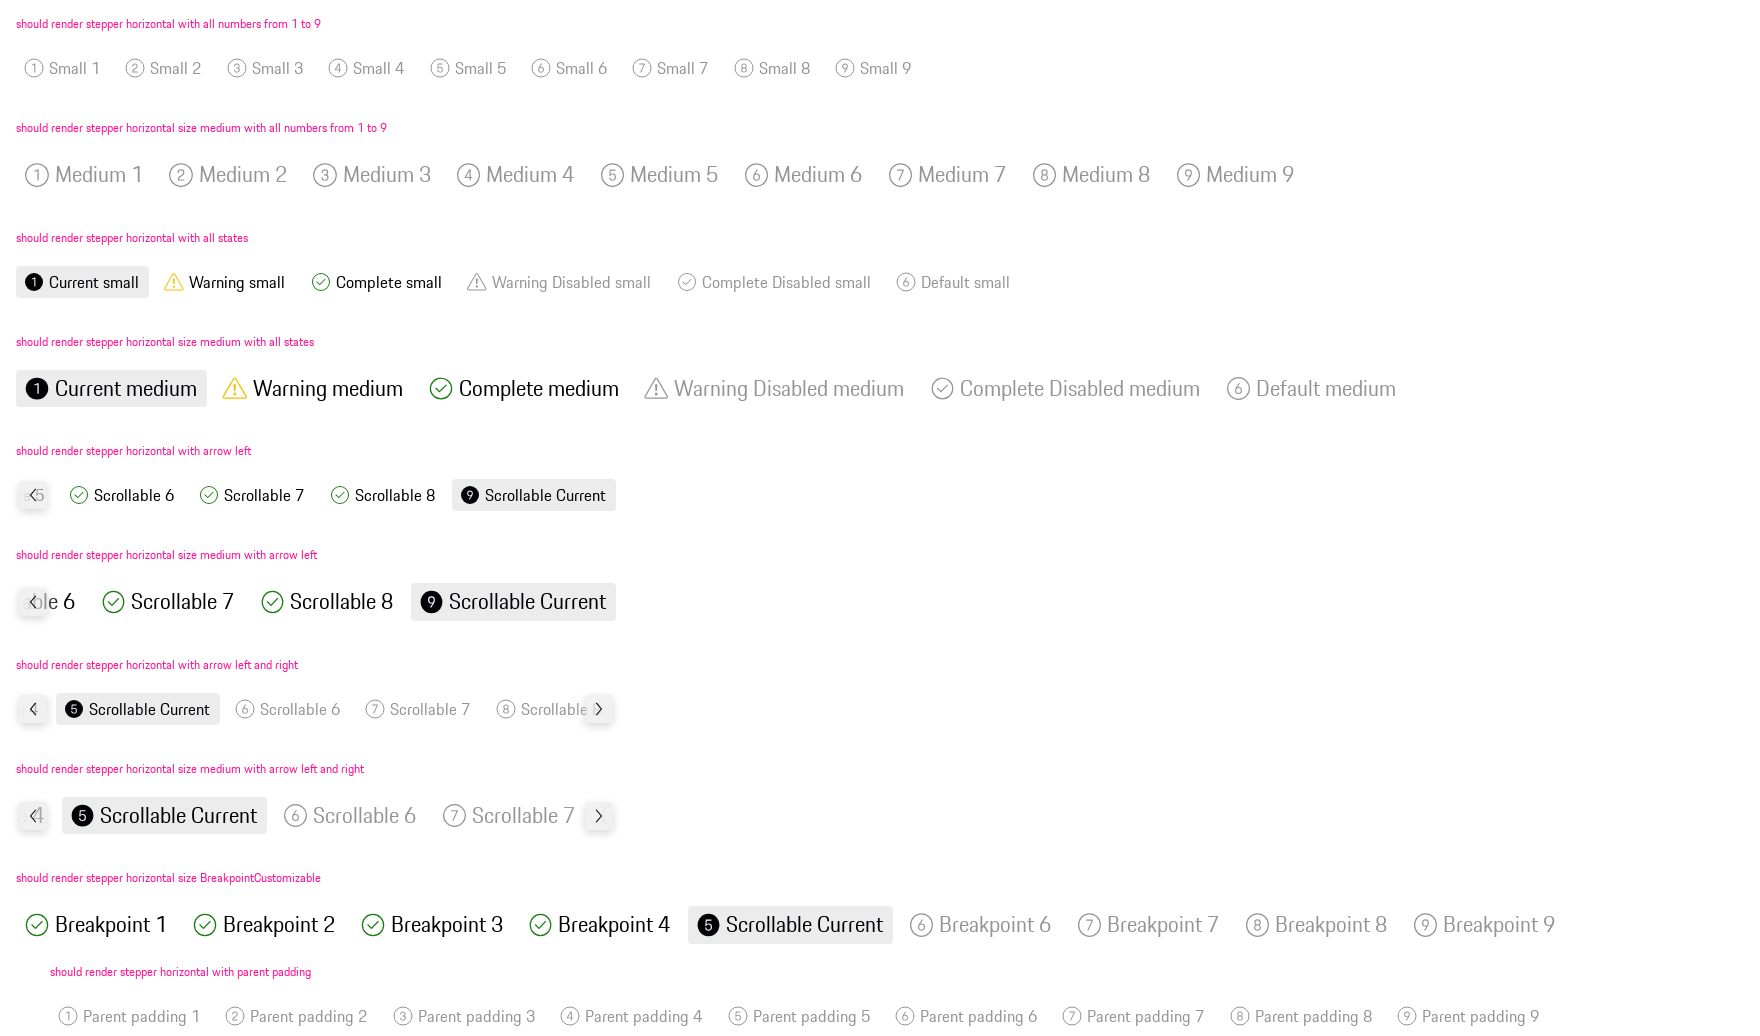 should render stepper horizontal with all numbers from 1 to 9
1 Small 1 2 Small 2 3 Small 3 4 Small 4 5 Small 5 6 Small 6 7 Small 7 8 Small 8 9 Small 9
should render stepper horizontal size medium with all numbers from 1 to 9
1 Medium 1 2 Medium 2 3 Medium 3 4 Medium 4 5 Medium 5 6 Medium 6 7 Medium 7 8 Medium 8 9 Medium 9
should render stepper horizontal with all states
1 Current small Warning small Complete small Warning Disabled small Complete Disabled small 6 Default small
should render stepper horizontal size medium with all states
1 Current medium Warning medium Complete medium Warning Disabled medium Complete Disabled medium 6 Default medium
should render stepper horizontal with arrow left
5 Scrollable 6 Scrollable 7 Scrollable 8 9 Scrollable Current
should render stepper horizontal size medium with arrow left
able 6 Scrollable 7 Scrollable 8 9 Scrollable Current
should render stepper horizontal with arrow left and right
5 Scrollable Current 6 Scrollable 6 7 Scrollable 7 8 Scrollable
should render stepper horizontal size medium with arrow left and right
4 5 Scrollable Current 6 Scrollable 6 7 Scrollable 7
should render stepper horizontal size BreakpointCustomizable
Breakpoint 1 Breakpoint 2 Breakpoint 3 Breakpoint 4 5 Scrollable Current 6 Breakpoint 6 7 Breakpoint 7 8 Breakpoint 8 9 Breakpoint 9
should render stepper horizontal with parent padding
1 Parent padding 1 2 Parent padding 2 3 Parent padding 3 4 Parent padding 4 5 Parent padding 5 6 Parent padding 6 7 Parent padding 7 8 Parent padding 8 9 Parent padding 9